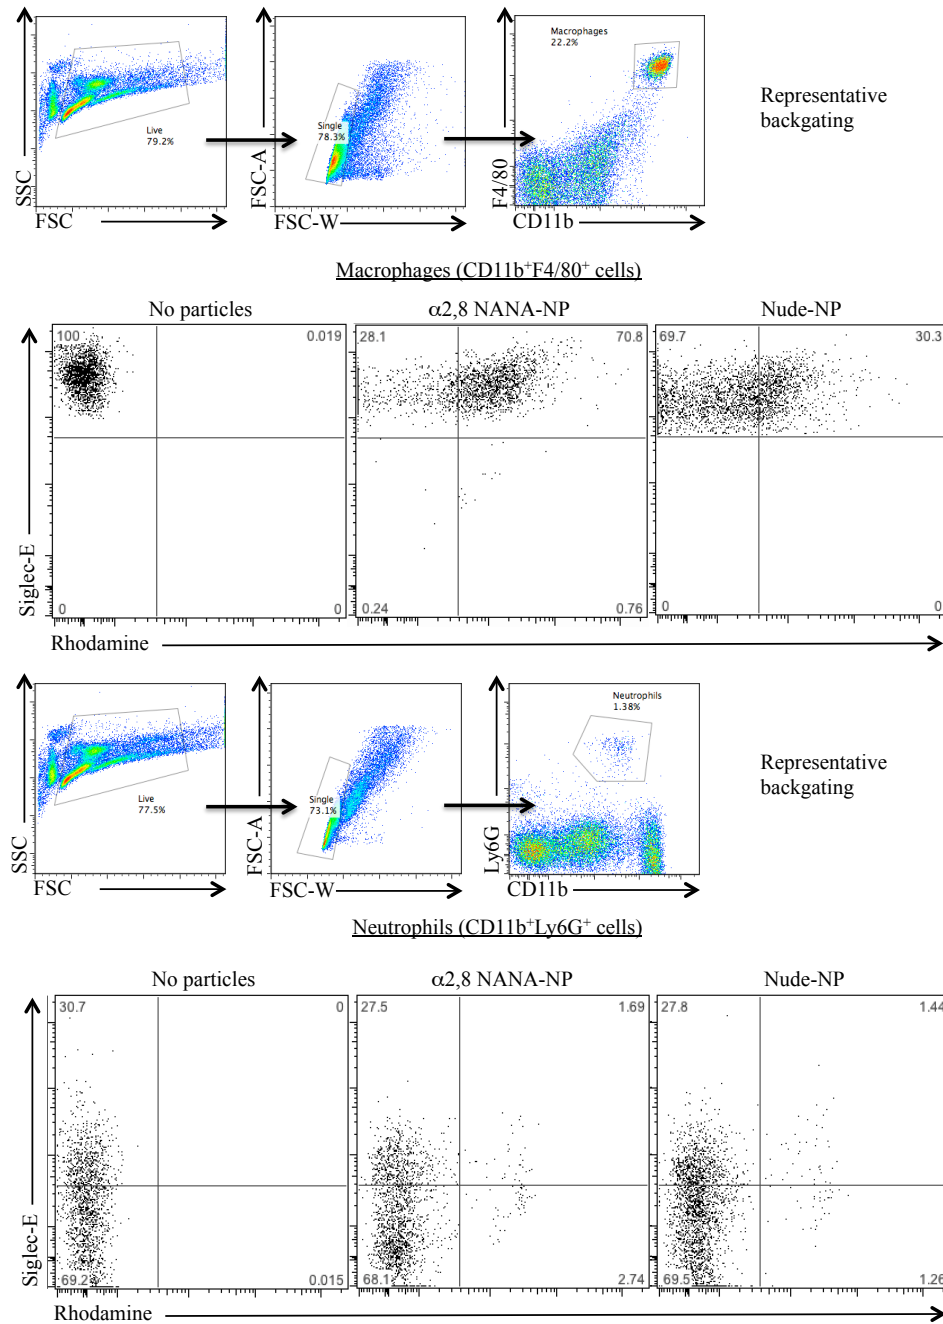 SSC
FSC
Live
79.2%
FSC-A
FSC-W
Single
78.3%
F4/80
CD11b
Macrophages
22.2%
Representative
backgating
Macrophages (CD11b⁺F4/80⁺ cells)
No particles
α2,8 NANA-NP
Nude-NP
Siglec-E
100
0.019
0
0
28.1
70.8
0.24
0.76
69.7
30.3
0
0
Rhodamine
SSC
FSC
Live
77.5%
FSC-A
FSC-W
Single
73.1%
Ly6G
CD11b
Neutrophils
1.38%
Representative
backgating
Neutrophils (CD11b⁺Ly6G⁺ cells)
No particles
α2,8 NANA-NP
Nude-NP
Siglec-E
30.7
0
69.2
0.015
27.5
1.69
68.1
2.74
27.8
1.44
69.5
1.26
Rhodamine